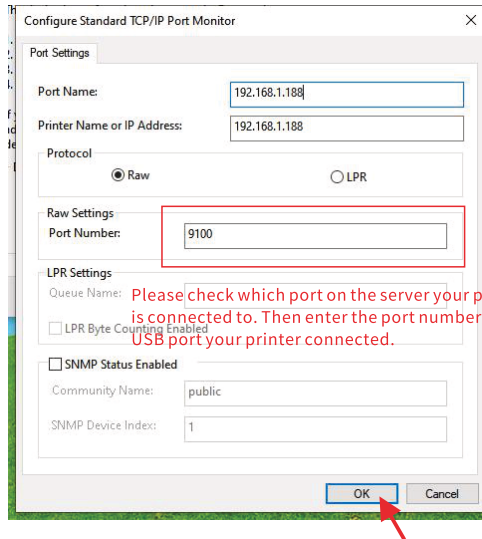 Configure Standard TCP/IP Port Monitor
Port Settings
Port Name:
192.168.1.188
Printer Name or IP Address:
192.168.1.188
Protocol
Raw
LPR
Raw Settings
Port Number:
9100
LPR Settings
Queue Name:
Please check which port on the server your p
is connected to. Then enter the port number
LPR Byte Counting Enabled
USB port your printer connected.
SNMP Status Enabled
Community Name:
public
SNMP Device Index:
1
OK
Cancel